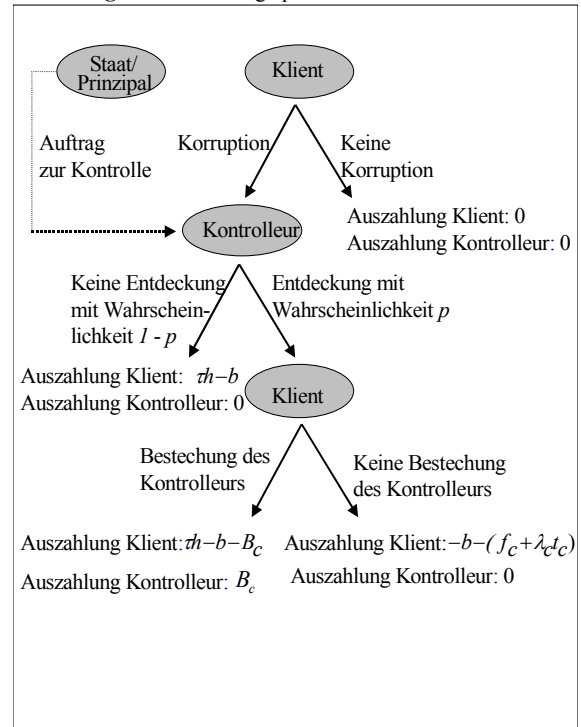 Staat/
Prinzipal
Klient
Auftrag
zur Kontrolle
Korruption
Keine
Korruption
Kontrolleur
Auszahlung Klient: 0
Auszahlung Kontrolleur: 0
Keine Entdeckung
mit Wahrschein-
lichkeit 1 - p
Entdeckung mit
Wahrscheinlichkeit p
Auszahlung Klient: τh−b
Auszahlung Kontrolleur: 0
Klient
Bestechung des
Kontrolleurs
Keine Bestechung
des Kontrolleurs
Auszahlung Klient: τh−b−B_c
Auszahlung Kontrolleur: B_c
Auszahlung Klient: −b−(f_c+λ_c t_c)
Auszahlung Kontrolleur: 0